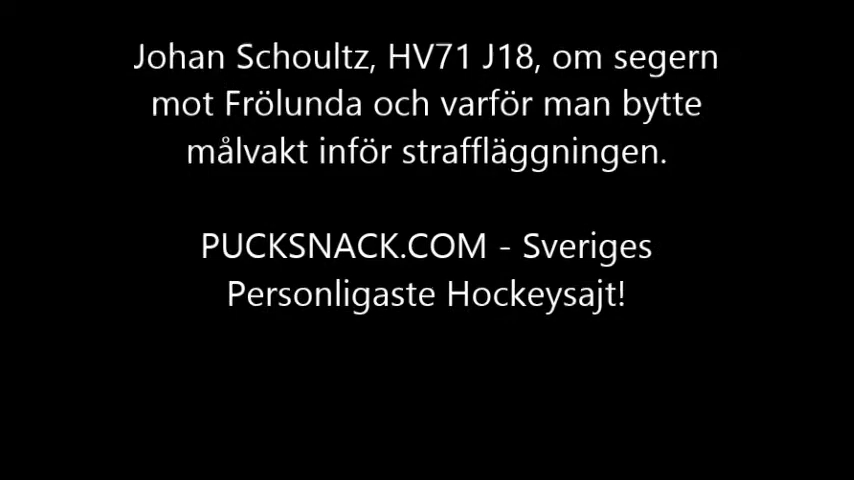 Johan Schoultz, HV71 J18, om segern
mot Frölunda och varför man bytte
målvakt inför straffläggningen.
PUCKSNACK.COM - Sveriges
Personligaste Hockeysajt!